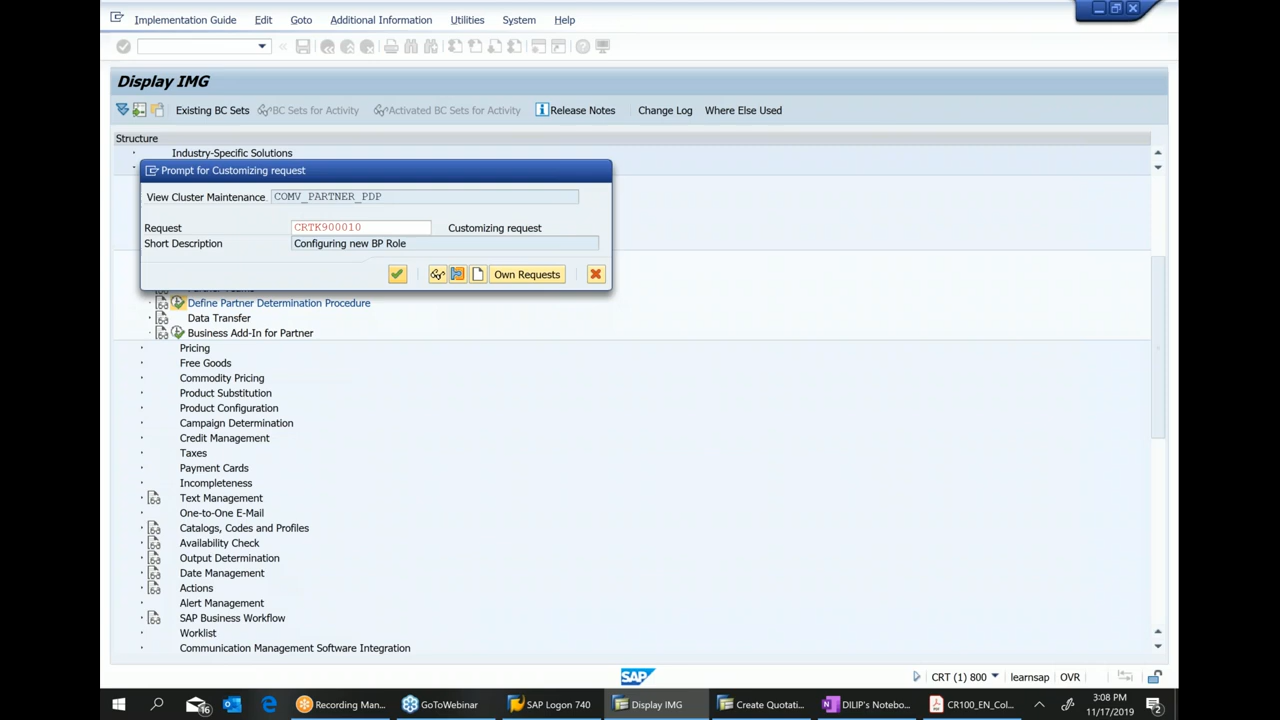 Implementation Guide Edit Goto Additional Information Utilities System Help
Display IMG
Existing BC Sets BC Sets for Activity Activated BC Sets for Activity Release Notes Change Log Where Else Used
Structure
Industry-Specific Solutions
Prompt for Customizing request
View Cluster Maintenance COMV_PARTNER_PDP
Request CRTK900010 Customizing request
Short Description Configuring new BP Role
Own Requests
Define Partner Determination Procedure
Data Transfer
Business Add-In for Partner
Pricing
Free Goods
Commodity Pricing
Product Substitution
Product Configuration
Campaign Determination
Credit Management
Taxes
Payment Cards
Incompleteness
Text Management
One-to-One E-Mail
Catalogs, Codes and Profiles
Availability Check
Output Determination
Date Management
Actions
Alert Management
SAP Business Workflow
Worklist
Communication Management Software Integration
SAP CRT (1) 800 learnsap OVR
Recording Man... GoToWebinar SAP Logon 740 Display IMG Create Quotati... DILIP's Notebo... CR100_EN_Col... 3:08 PM
11/17/2019